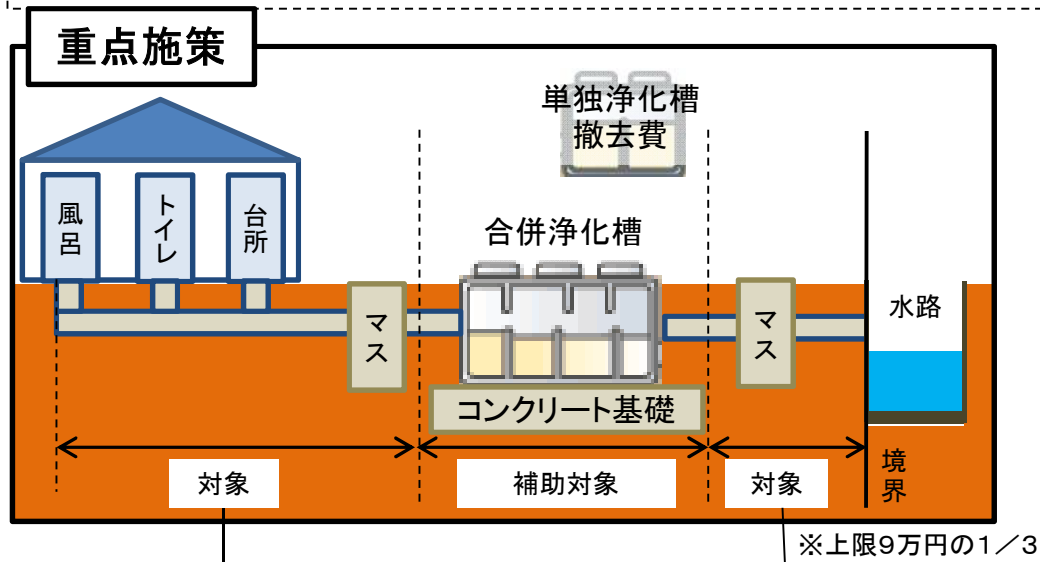 重点施策
単独浄化槽
撤去費
風呂
トイレ
台所
合併浄化槽
マス
マス
水路
コンクリート基礎
対象
補助対象
対象
境界
※上限9万円の1／3